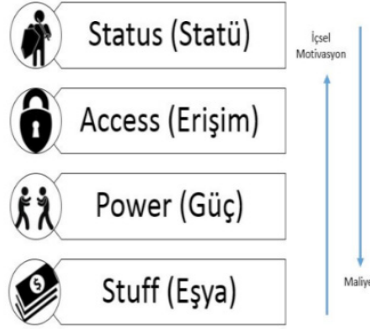 Status (Statü)
İçsel
Motivasyon
Access (Erişim)
Power (Güç)
Stuff (Eşya)
Maliye